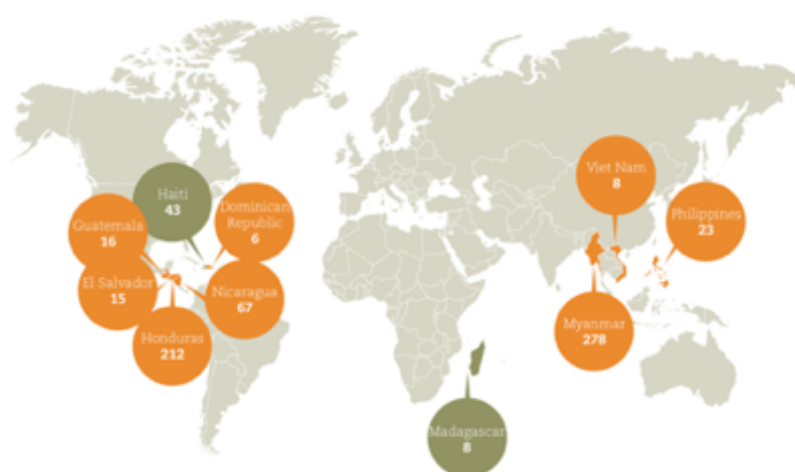 Haiti
43
Dominican
Republic
6
Guatemala
16
El Salvador
15
Nicaragua
67
Honduras
212
Viet Nam
8
Philippines
23
Myanmar
278
Madagascar
8